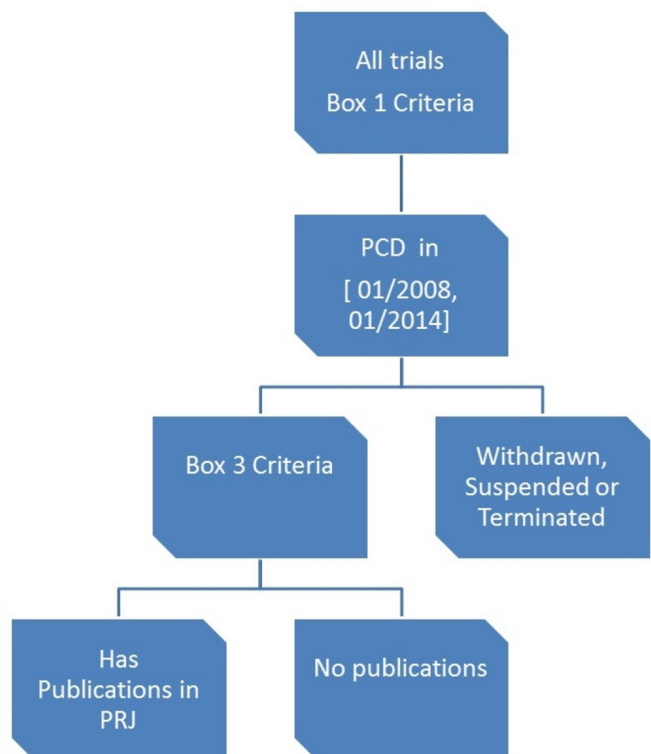 All trials
Box 1 Criteria
PCD in
[ 01/2008,
01/2014]
Box 3 Criteria
Withdrawn,
Suspended or
Terminated
Has
Publications in
PRJ
No publications